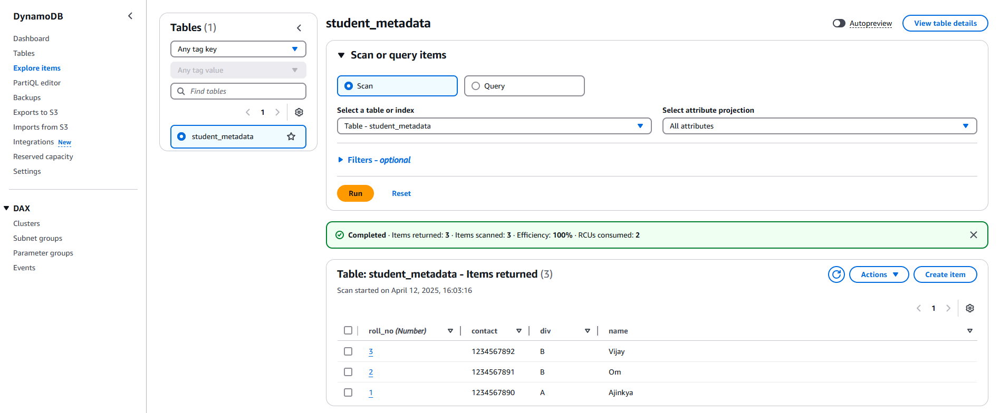 DynamoDB
Dashboard
Tables
Explore items
PartiQL editor
Backups
Exports to S3
Imports from S3
Integrations New
Reserved capacity
Settings
DAX
Clusters
Subnet groups
Parameter groups
Events
Tables (1)
Any tag key
Any tag value
Find tables
1
student_metadata
student_metadata
Autopreview
View table details
Scan or query items
Scan
Query
Select a table or index
Select attribute projection
Table - student_metadata
All attributes
Filters - optional
Run
Reset
Completed · Items returned: 3 · Items scanned: 3 · Efficiency: 100% · RCUs consumed: 2
Table: student_metadata - Items returned (3)
Actions
Create item
Scan started on April 12, 2025, 16:03:16
1
roll_no (Number) contact div name
3 1234567892 B Vijay
2 1234567891 B Om
1 1234567890 A Ajinkya